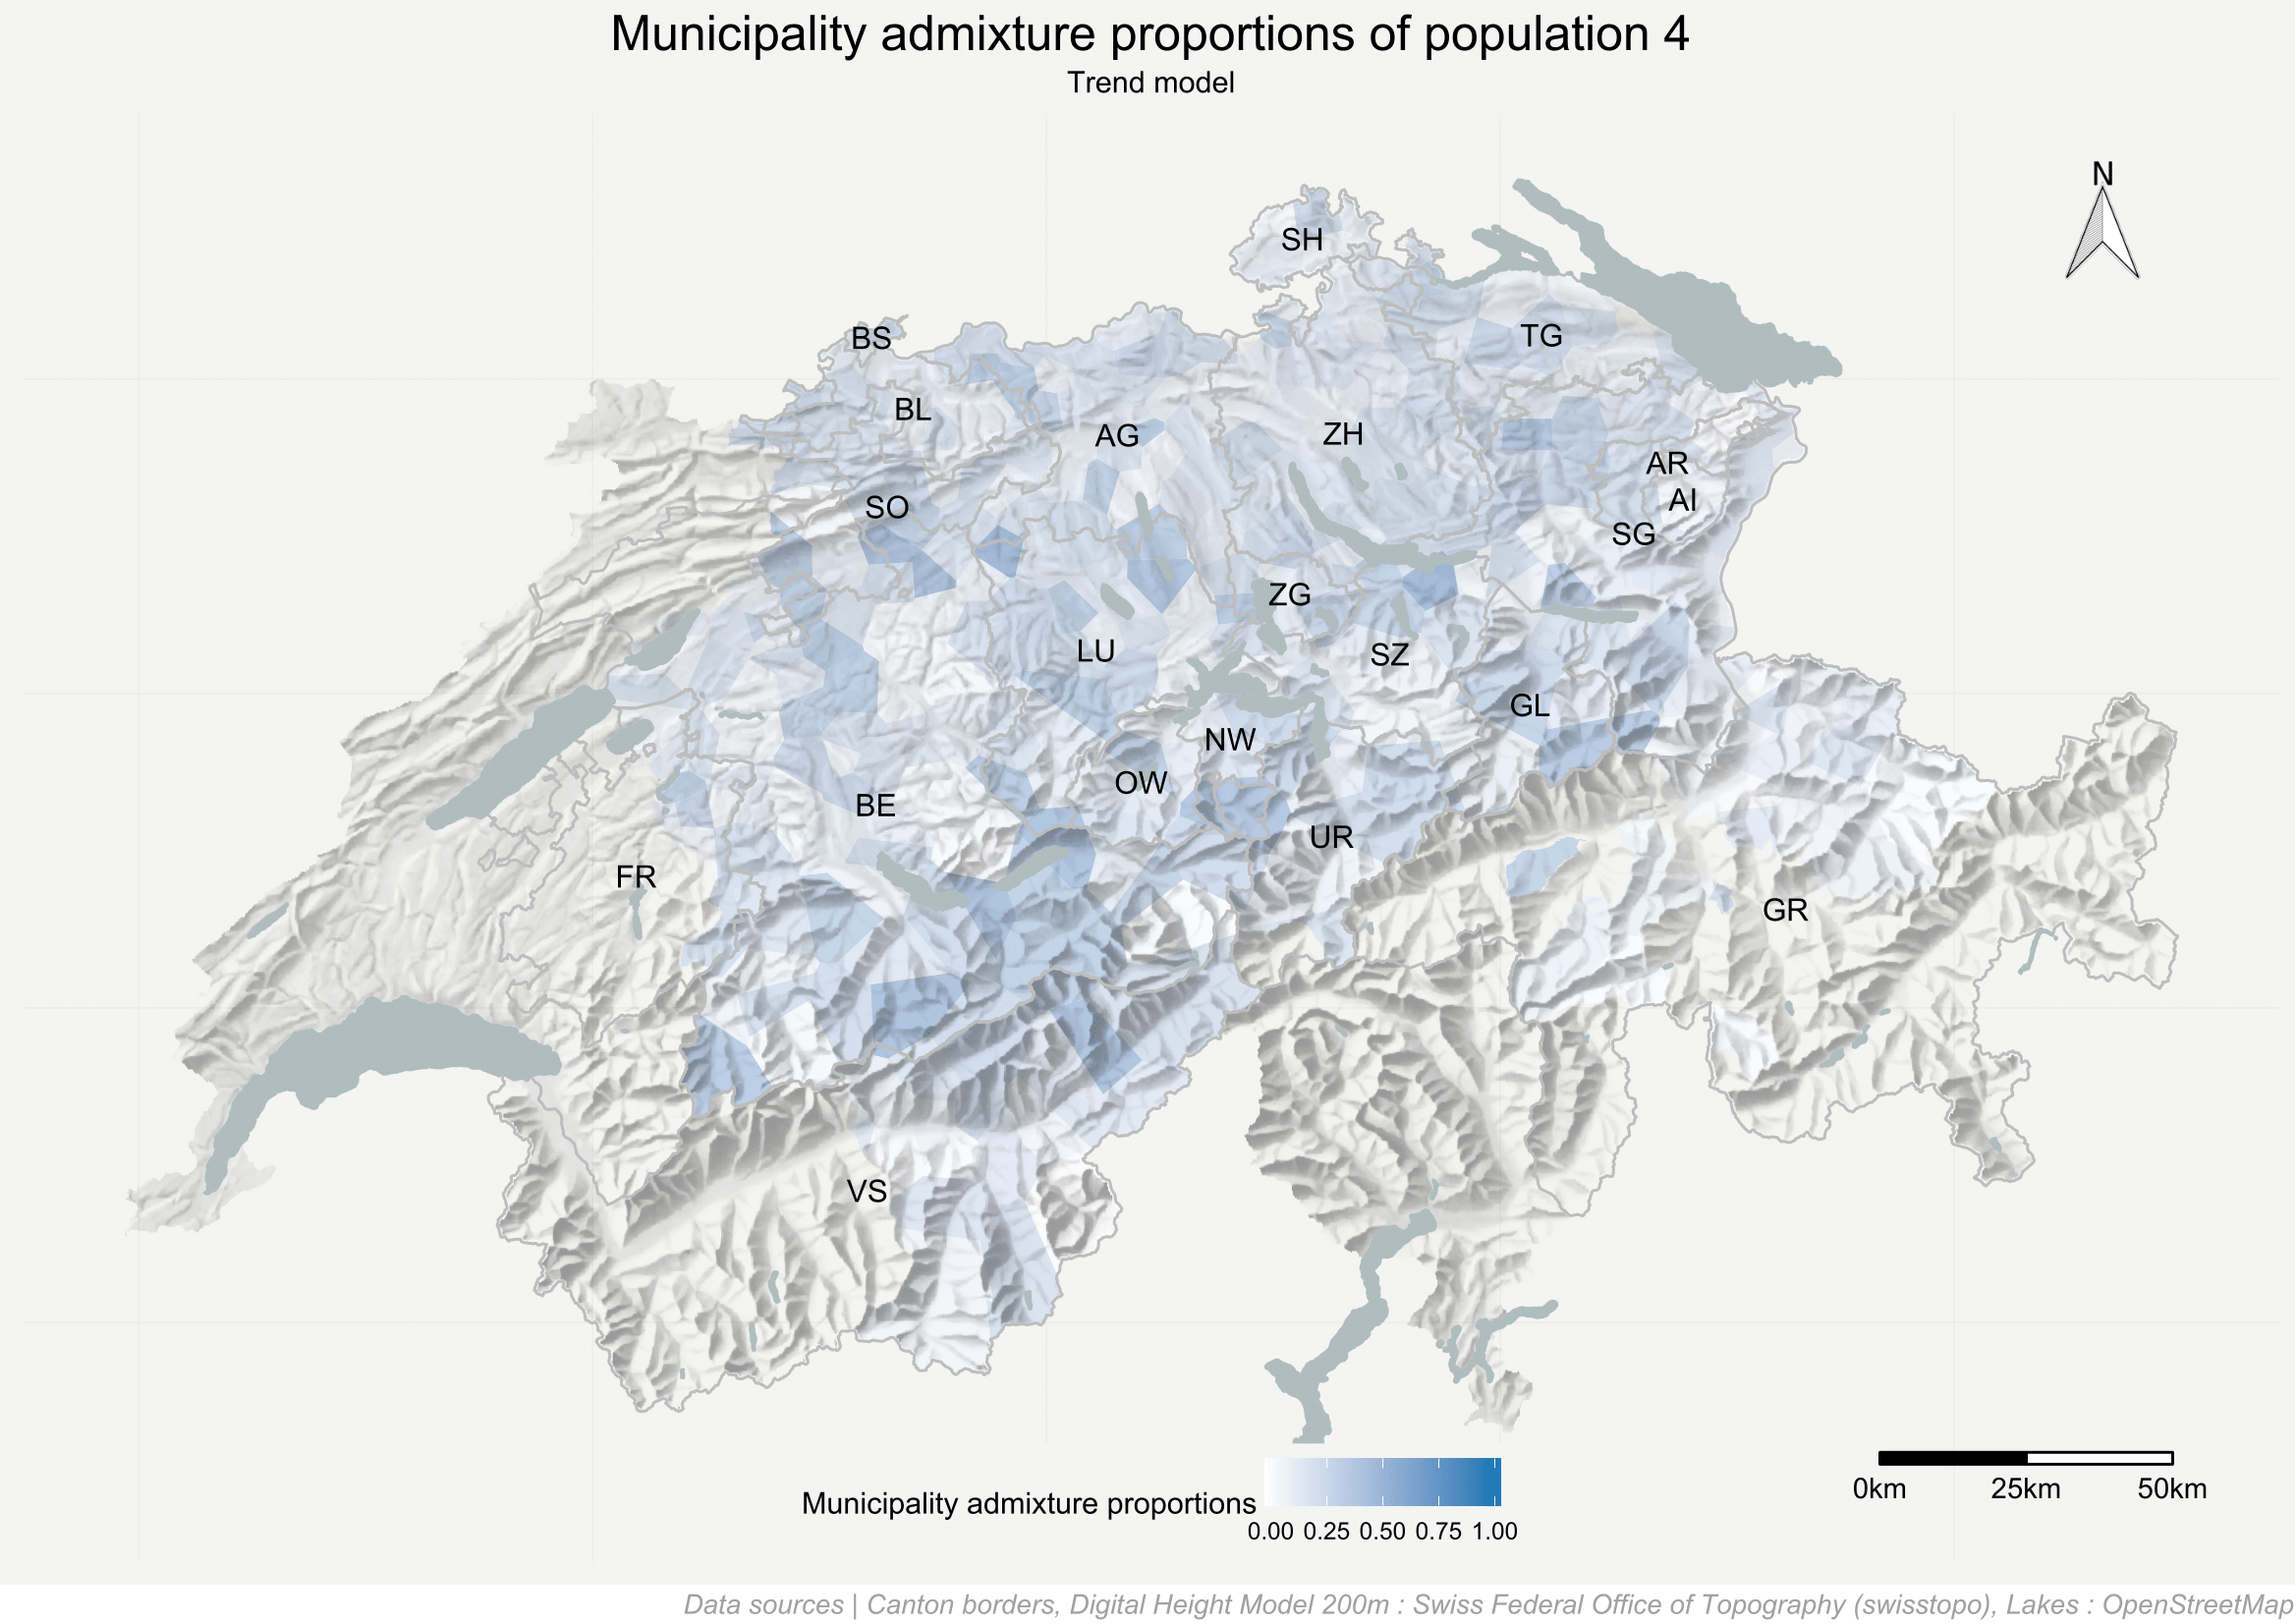 Municipality admixture proportions of population 4
Trend model
N
SH
BS
TG
BL
AG
ZH
AR
AI
SO
SG
ZG
LU
SZ
GL
NW
OW
BE
UR
FR
GR
VS
Municipality admixture proportions
0.00 0.25 0.50 0.75 1.00
0km 25km 50km
Data sources | Canton borders, Digital Height Model 200m : Swiss Federal Office of Topography (swisstopo), Lakes : OpenStreetMap